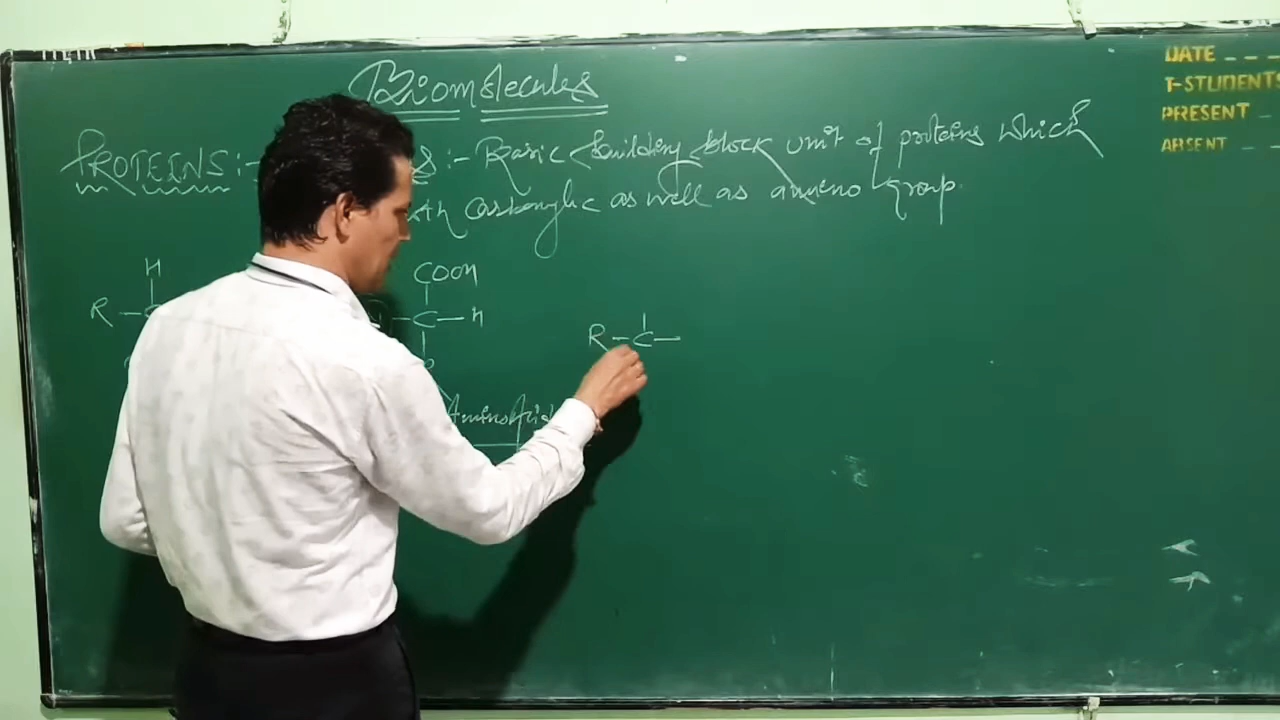 Biomolecules
DATE _ _ _
T-STUDENTS
PRESENT _
ABSENT _ _
PROTEINS :- :- Basic building block unit of proteins which
carboxylic as well as amino group.
H
R - C
COOH
- C - H
R - C -
Amino Acid